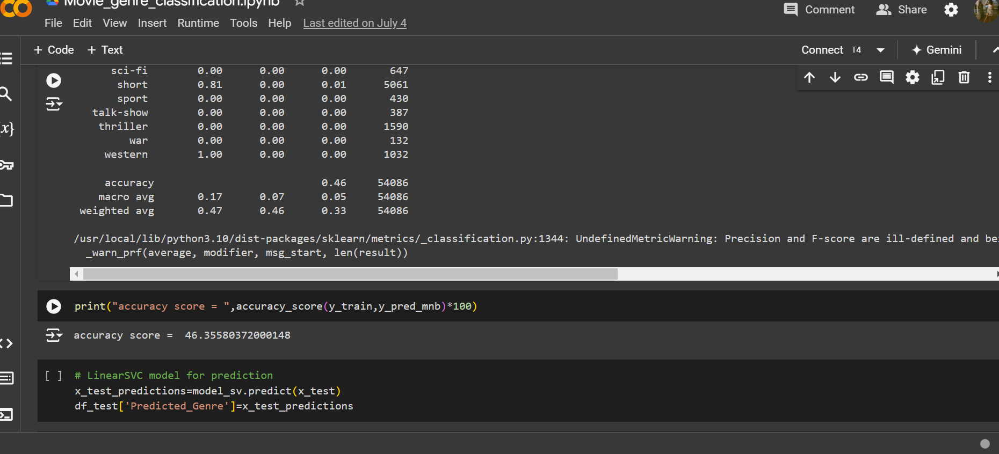 Movie_genre_classification.ipynb
Comment Share
File Edit View Insert Runtime Tools Help Last edited on July 4
+ Code + Text Connect T4 Gemini
sci-fi 0.00 0.00 0.00 647
short 0.81 0.00 0.01 5061
sport 0.00 0.00 0.00 430
talk-show 0.00 0.00 0.00 387
thriller 0.00 0.00 0.00 1590
war 0.00 0.00 0.00 132
western 1.00 0.00 0.00 1032
accuracy 0.46 54086
macro avg 0.17 0.07 0.05 54086
weighted avg 0.47 0.46 0.33 54086
/usr/local/lib/python3.10/dist-packages/sklearn/metrics/_classification.py:1344: UndefinedMetricWarning: Precision and F-score are ill-defined and
_warn_prf(average, modifier, msg_start, len(result))
print("accuracy score = ",accuracy_score(y_train,y_pred_mnb)*100)
accuracy score = 46.35580372000148
[ ] # LinearSVC model for prediction
x_test_predictions=model_sv.predict(x_test)
df_test['Predicted_Genre']=x_test_predictions